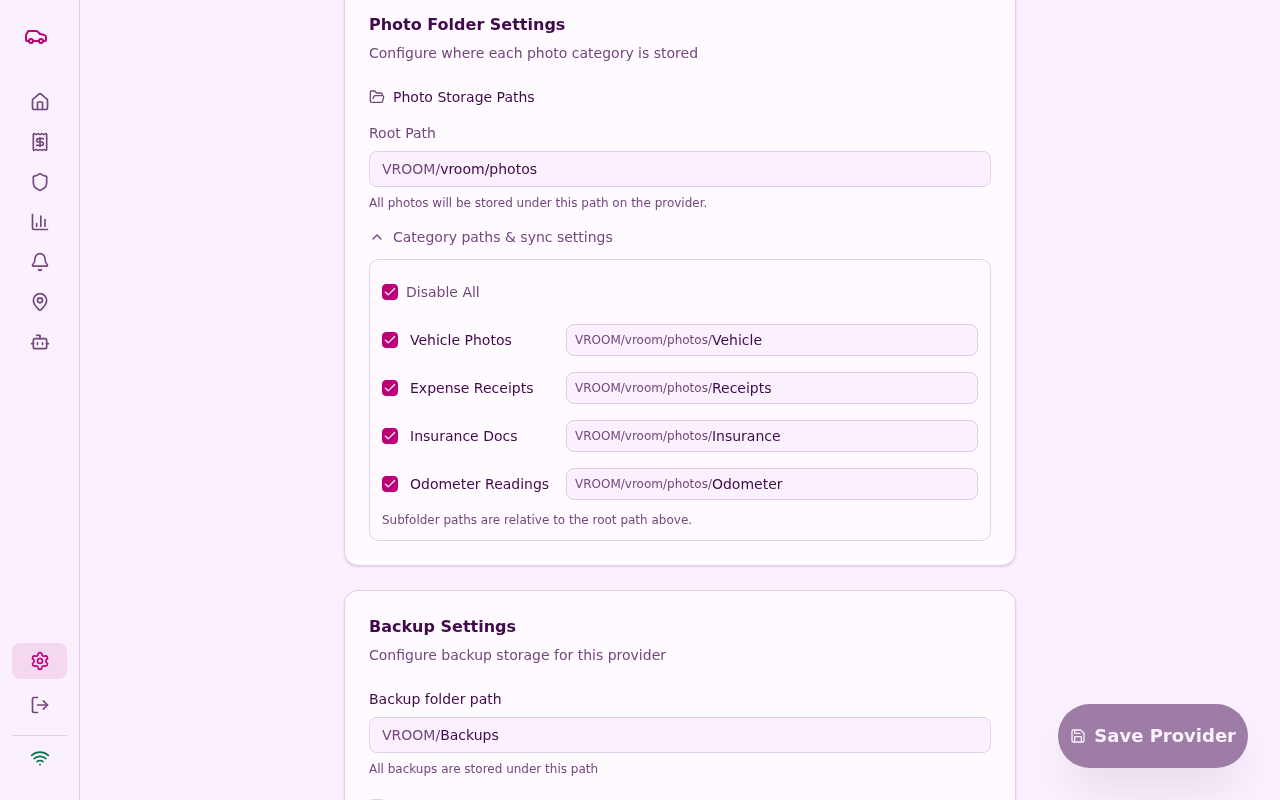 Photo Folder Settings
Configure where each photo category is stored
Photo Storage Paths
Root Path
VROOM/vroom/photos
All photos will be stored under this path on the provider.
Category paths & sync settings
Disable All
Vehicle Photos VROOM/vroom/photos/Vehicle
Expense Receipts VROOM/vroom/photos/Receipts
Insurance Docs VROOM/vroom/photos/Insurance
Odometer Readings VROOM/vroom/photos/Odometer
Subfolder paths are relative to the root path above.
Backup Settings
Configure backup storage for this provider
Backup folder path
VROOM/Backups
All backups are stored under this path
Save Provider